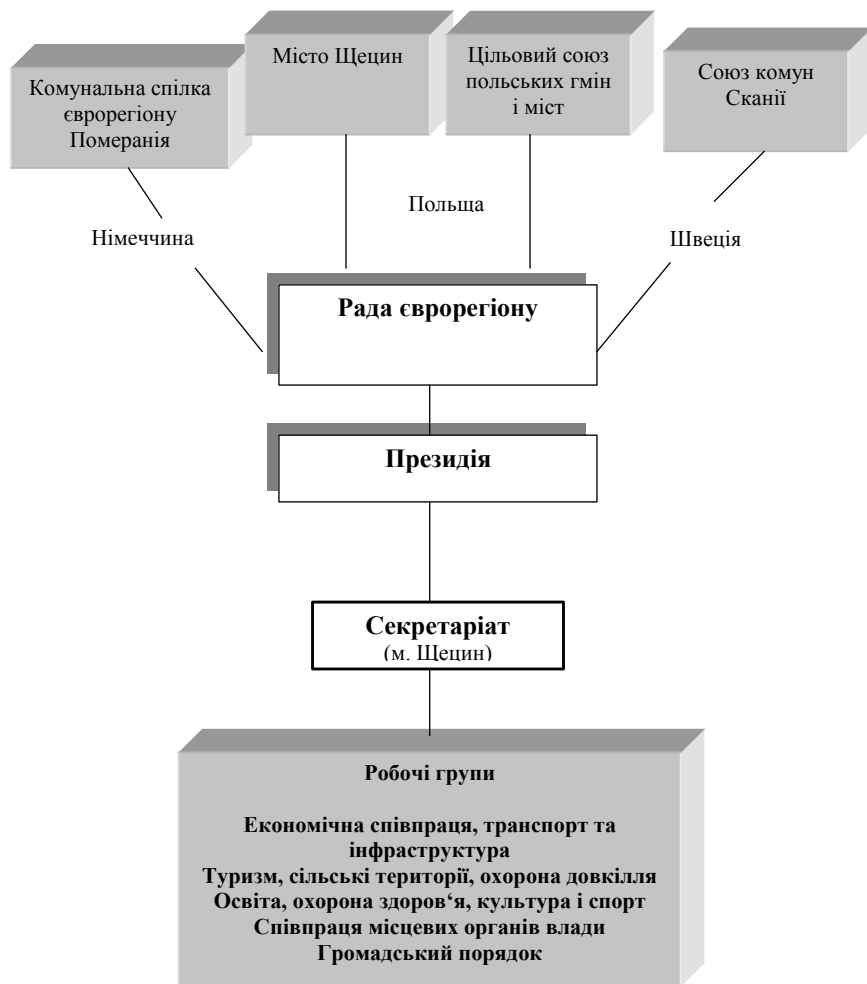 Комунальна спілка
єврорегіону
Померанія
Місто Щецин
Цільовий союз
польських гмін
і міст
Союз комун
Сканії
Польща
Німеччина
Швеція
Рада єврорегіону
Президія
Секретаріат
(м. Щецин)
Робочі групи
Економічна співпраця, транспорт та
інфраструктура
Туризм, сільські території, охорона довкілля
Освіта, охорона здоров‘я, культура і спорт
Співпраця місцевих органів влади
Громадський порядок